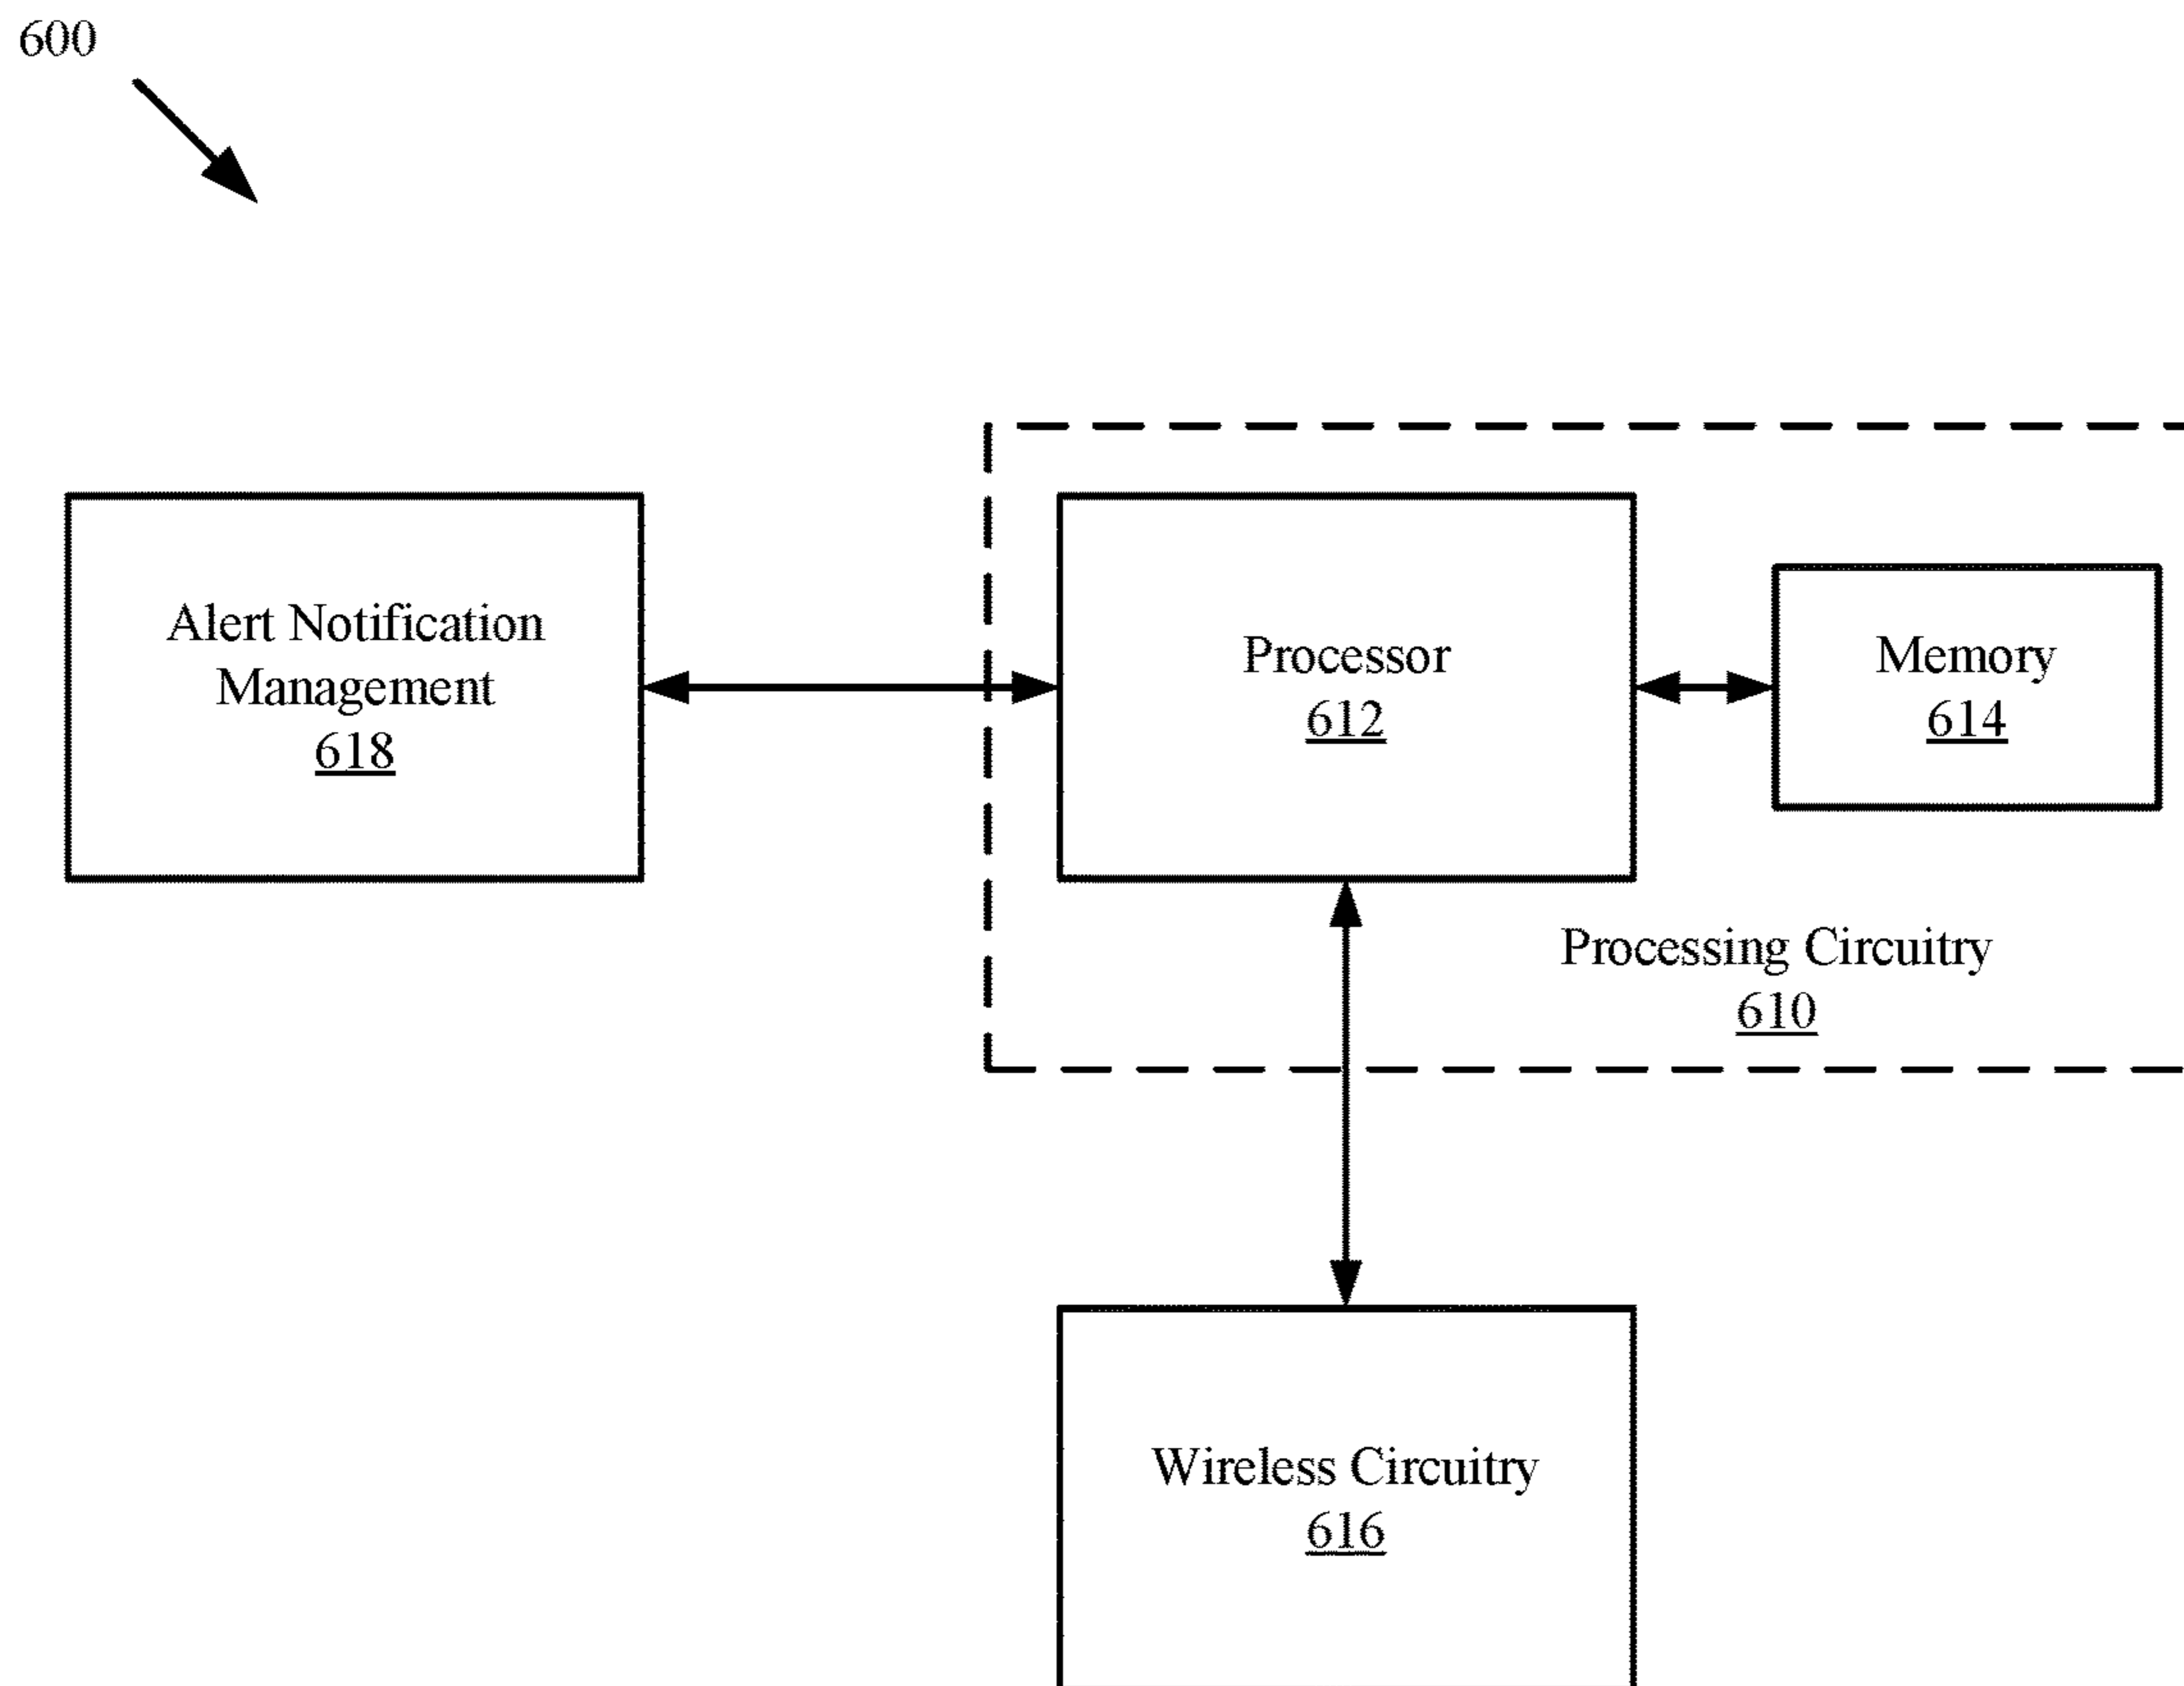 600
Alert Notification
Management
618
Processor
612
Memory
614
Processing Circuitry
610
Wireless Circuitry
616